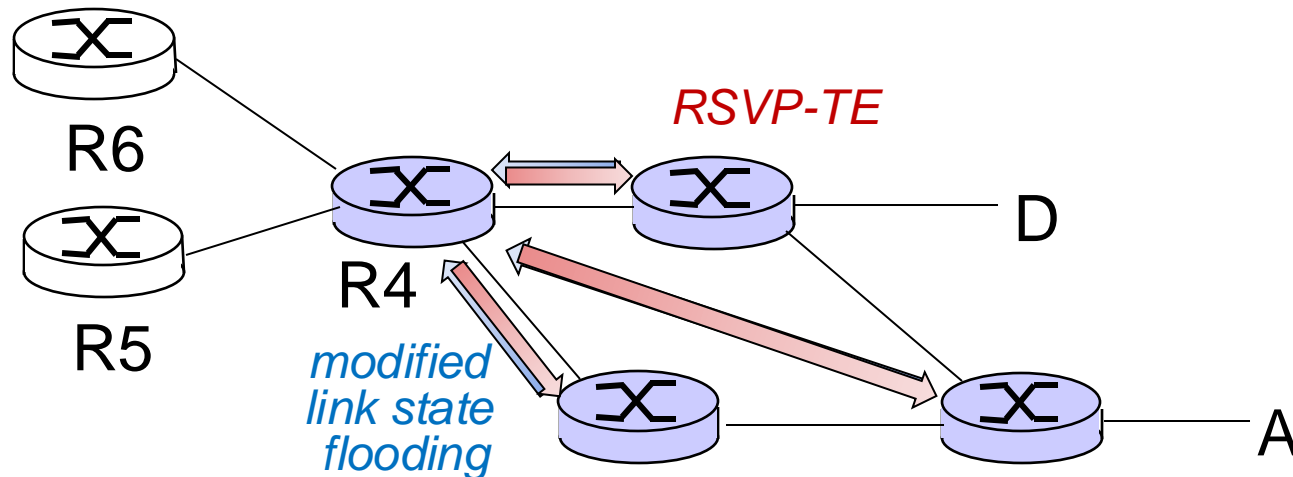 RSVP-TE
R6
D
R4
R5
modified
link state
flooding
A